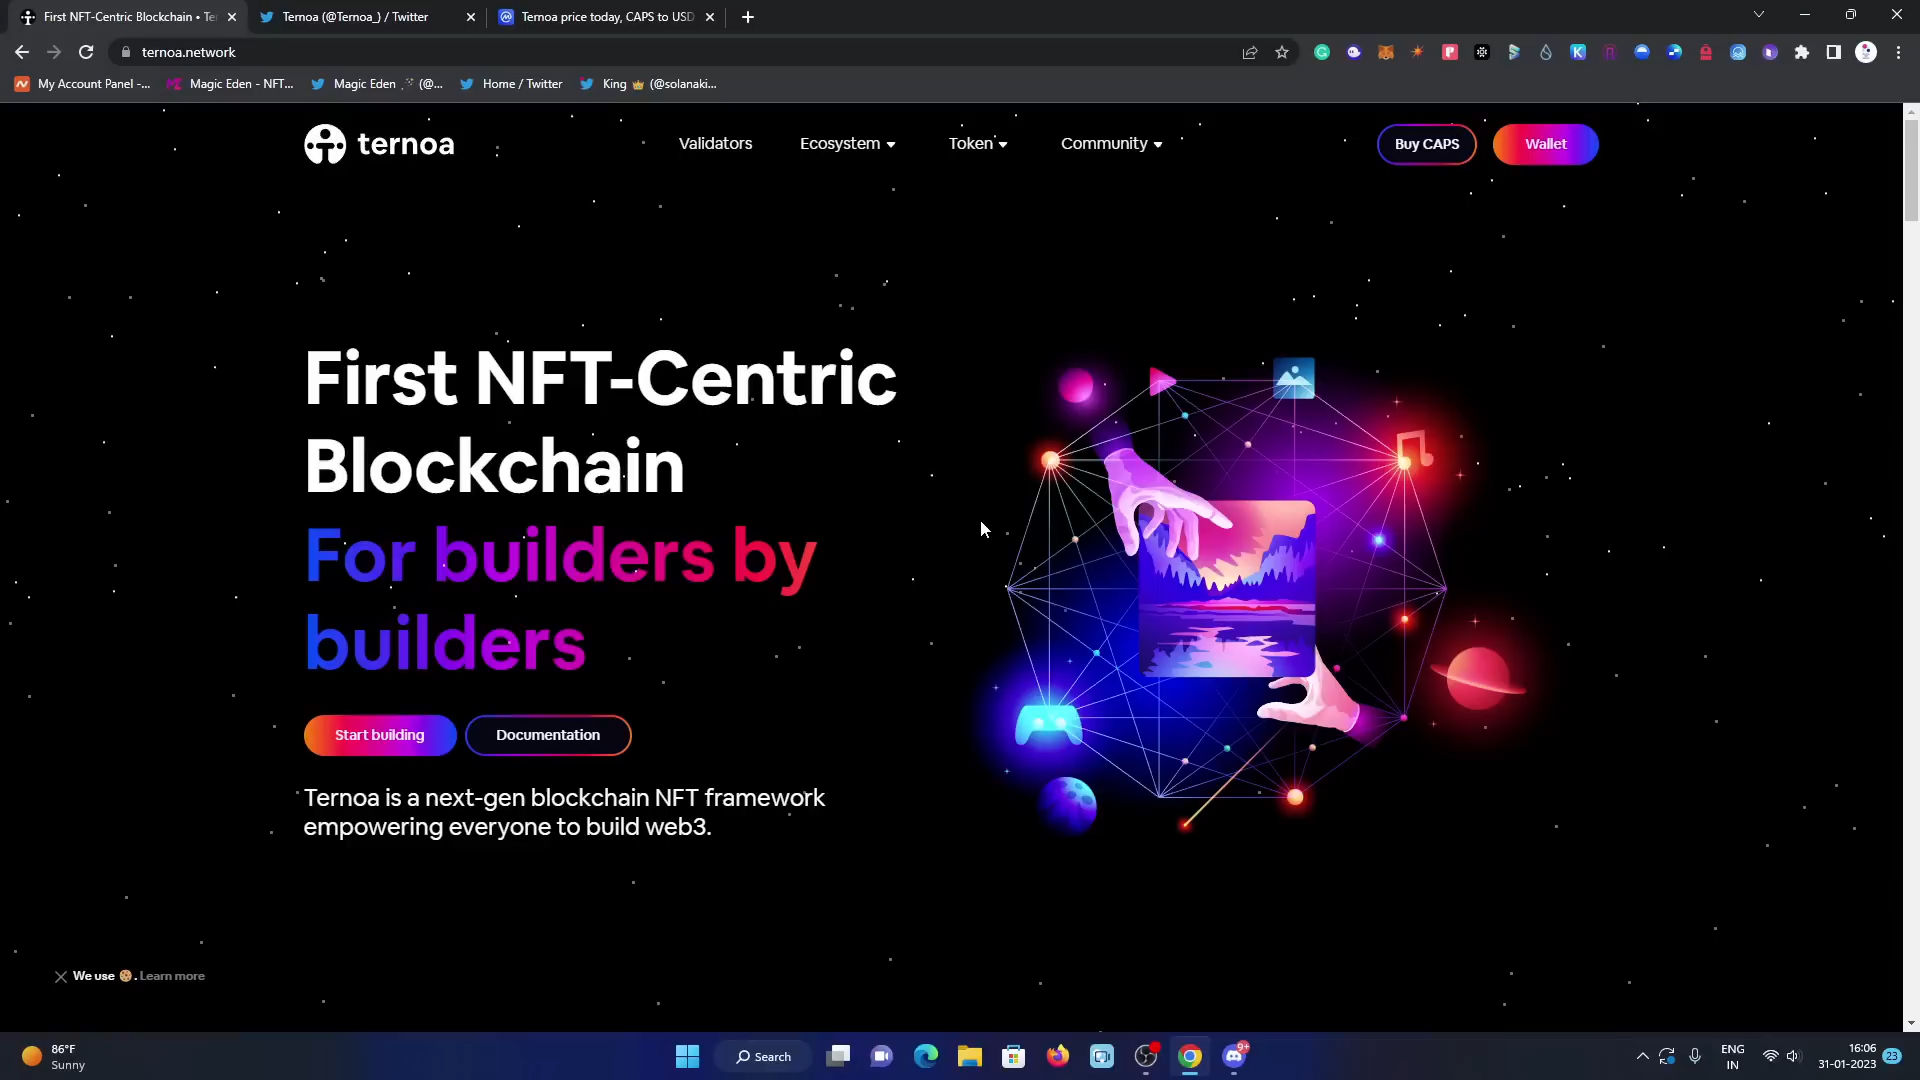 First NFT-Centric Blockchain • Ter
Ternoa (@Ternoa_) / Twitter
Ternoa price today, CAPS to USD
ternoa.network
My Account Panel -...
Magic Eden - NFT...
Magic Eden (@...
Home / Twitter
King 👑 (@solanaki...
ternoa
Validators
Ecosystem
Token
Community
Buy CAPS
Wallet
First NFT-Centric
Blockchain
For builders by
builders
Start building
Documentation
Ternoa is a next-gen blockchain NFT framework
empowering everyone to build web3.
We use 🍪. Learn more
86°F
Sunny
Search
9+
ENG
IN
16:06
31-01-2023
23